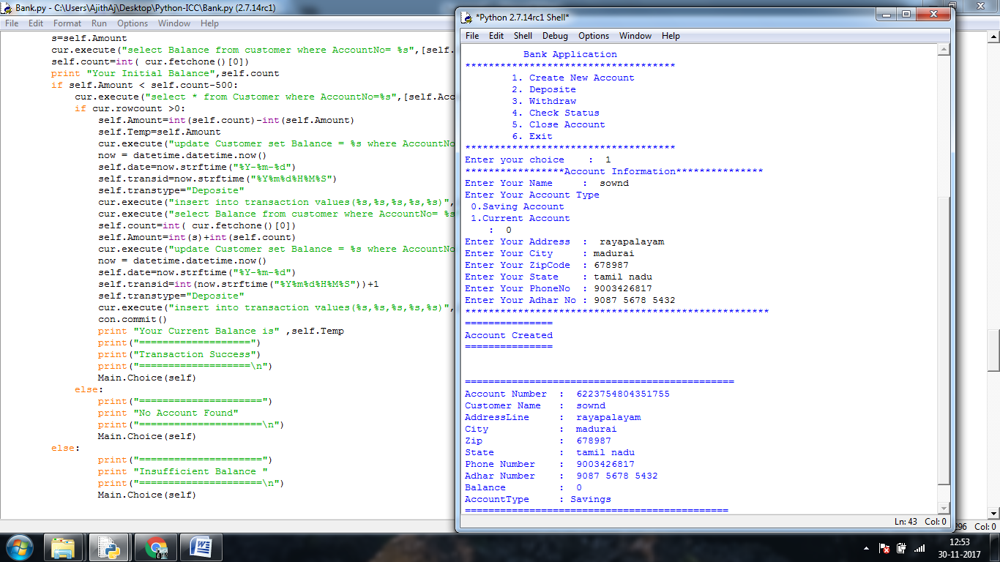 Bank.py - C:\Users\AjithAj\Desktop\Python-ICC\Bank.py (2.7.14rc1)
File Edit Format Run Options Window Help
s=self.Amount
cur.execute("select Balance from customer where AccountNo= %s",[self.
self.count=int( cur.fetchone()[0])
print "Your Initial Balance",self.count
if self.Amount < self.count-500:
cur.execute("select * from Customer where AccountNo=%s",[self.Acc
if cur.rowcount >0:
self.Amount=int(self.count)-int(self.Amount)
self.Temp=self.Amount
cur.execute("update Customer set Balance = %s where AccountNo
now = datetime.datetime.now()
self.date=now.strftime("%Y-%m-%d")
self.transid=now.strftime("%Y%m%d%H%M%S")
self.transtype="Deposite"
cur.execute("insert into transaction values(%s,%s,%s,%s,%s)",
cur.execute("select Balance from customer where AccountNo= %s
self.count=int( cur.fetchone()[0])
self.Amount=int(s)+int(self.count)
cur.execute("update Customer set Balance = %s where AccountNo
now = datetime.datetime.now()
self.date=now.strftime("%Y-%m-%d")
self.transid=int(now.strftime("%Y%m%d%H%M%S"))+1
self.transtype="Deposite"
cur.execute("insert into transaction values(%s,%s,%s,%s,%s)",
con.commit()
print "Your Current Balance is" ,self.Temp
print("===================")
print("Transaction Success")
print("===================\n")
Main.Choice(self)
else:
print("=====================")
print "No Account Found"
print("=====================\n")
Main.Choice(self)
else:
print("=====================")
print "Insufficient Balance "
print("=====================\n")
Main.Choice(self)
*Python 2.7.14rc1 Shell*
File Edit Shell Debug Options Window Help
Bank Application
************************************
1. Create New Account
2. Deposite
3. Withdraw
4. Check Status
5. Close Account
6. Exit
************************************
Enter your choice : 1
*****************Account Information***************
Enter Your Name : sownd
Enter Your Account Type
0.Saving Account
1.Current Account
: 0
Enter Your Address : rayapalayam
Enter Your City : madurai
Enter Your ZipCode : 678987
Enter Your State : tamil nadu
Enter Your PhoneNo : 9003426817
Enter Your Adhar No : 9087 5678 5432
****************************************************
===============
Account Created
===============
==============================================
Account Number : 6223754804351755
Customer Name : sownd
AddressLine : rayapalayam
City : madurai
Zip : 678987
State : tamil nadu
Phone Number : 9003426817
Adhar Number : 9087 5678 5432
Balance : 0
AccountType : Savings
=============================================
Ln: 43 Col: 0
296 Col: 0
12:53
30-11-2017